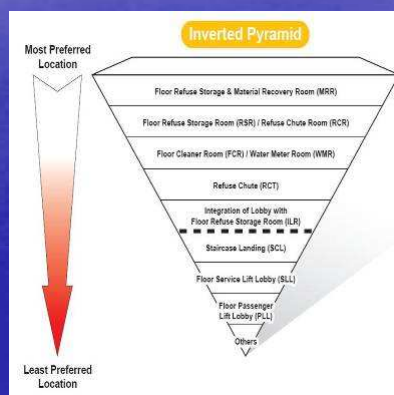 Inverted Pyramid
Most Preferred
Location
Floor Refuse Storage & Material Recovery Room (MRR)
Floor Refuse Storage Room (RSR) / Refuse Chute Room (RCR)
Floor Cleaner Room (FCR) / Water Meter Room (WMR)
Refuse Chute (RCT)
Integration of Lobby with
Floor Refuse Storage Room (ILR)
Staircase Landing (SCL)
Floor Service Lift Lobby (SLL)
Floor Passenger
Lift Lobby (PLL)
Others
Least Preferred
Location